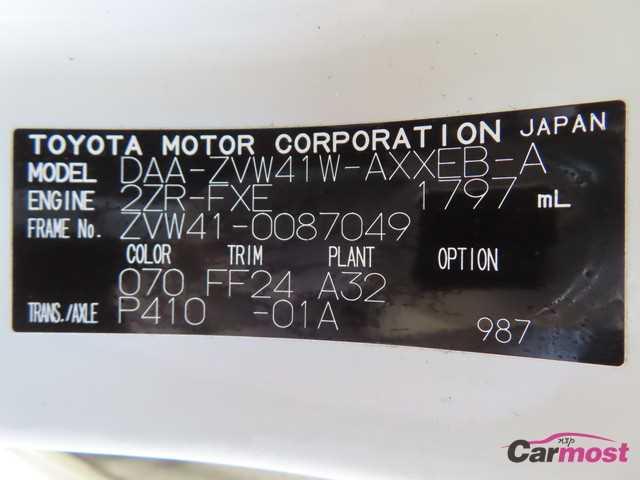 TOYOTA MOTOR CORPORATION JAPAN
MODEL DAA-ZVW41W-AXXEB-A
ENGINE 2ZR-FXE 1797 mL
FRAME No. ZVW41-0087049
COLOR TRIM PLANT OPTION
070 FF24 A32
TRANS./AXLE P410 -01A
987
Carmost